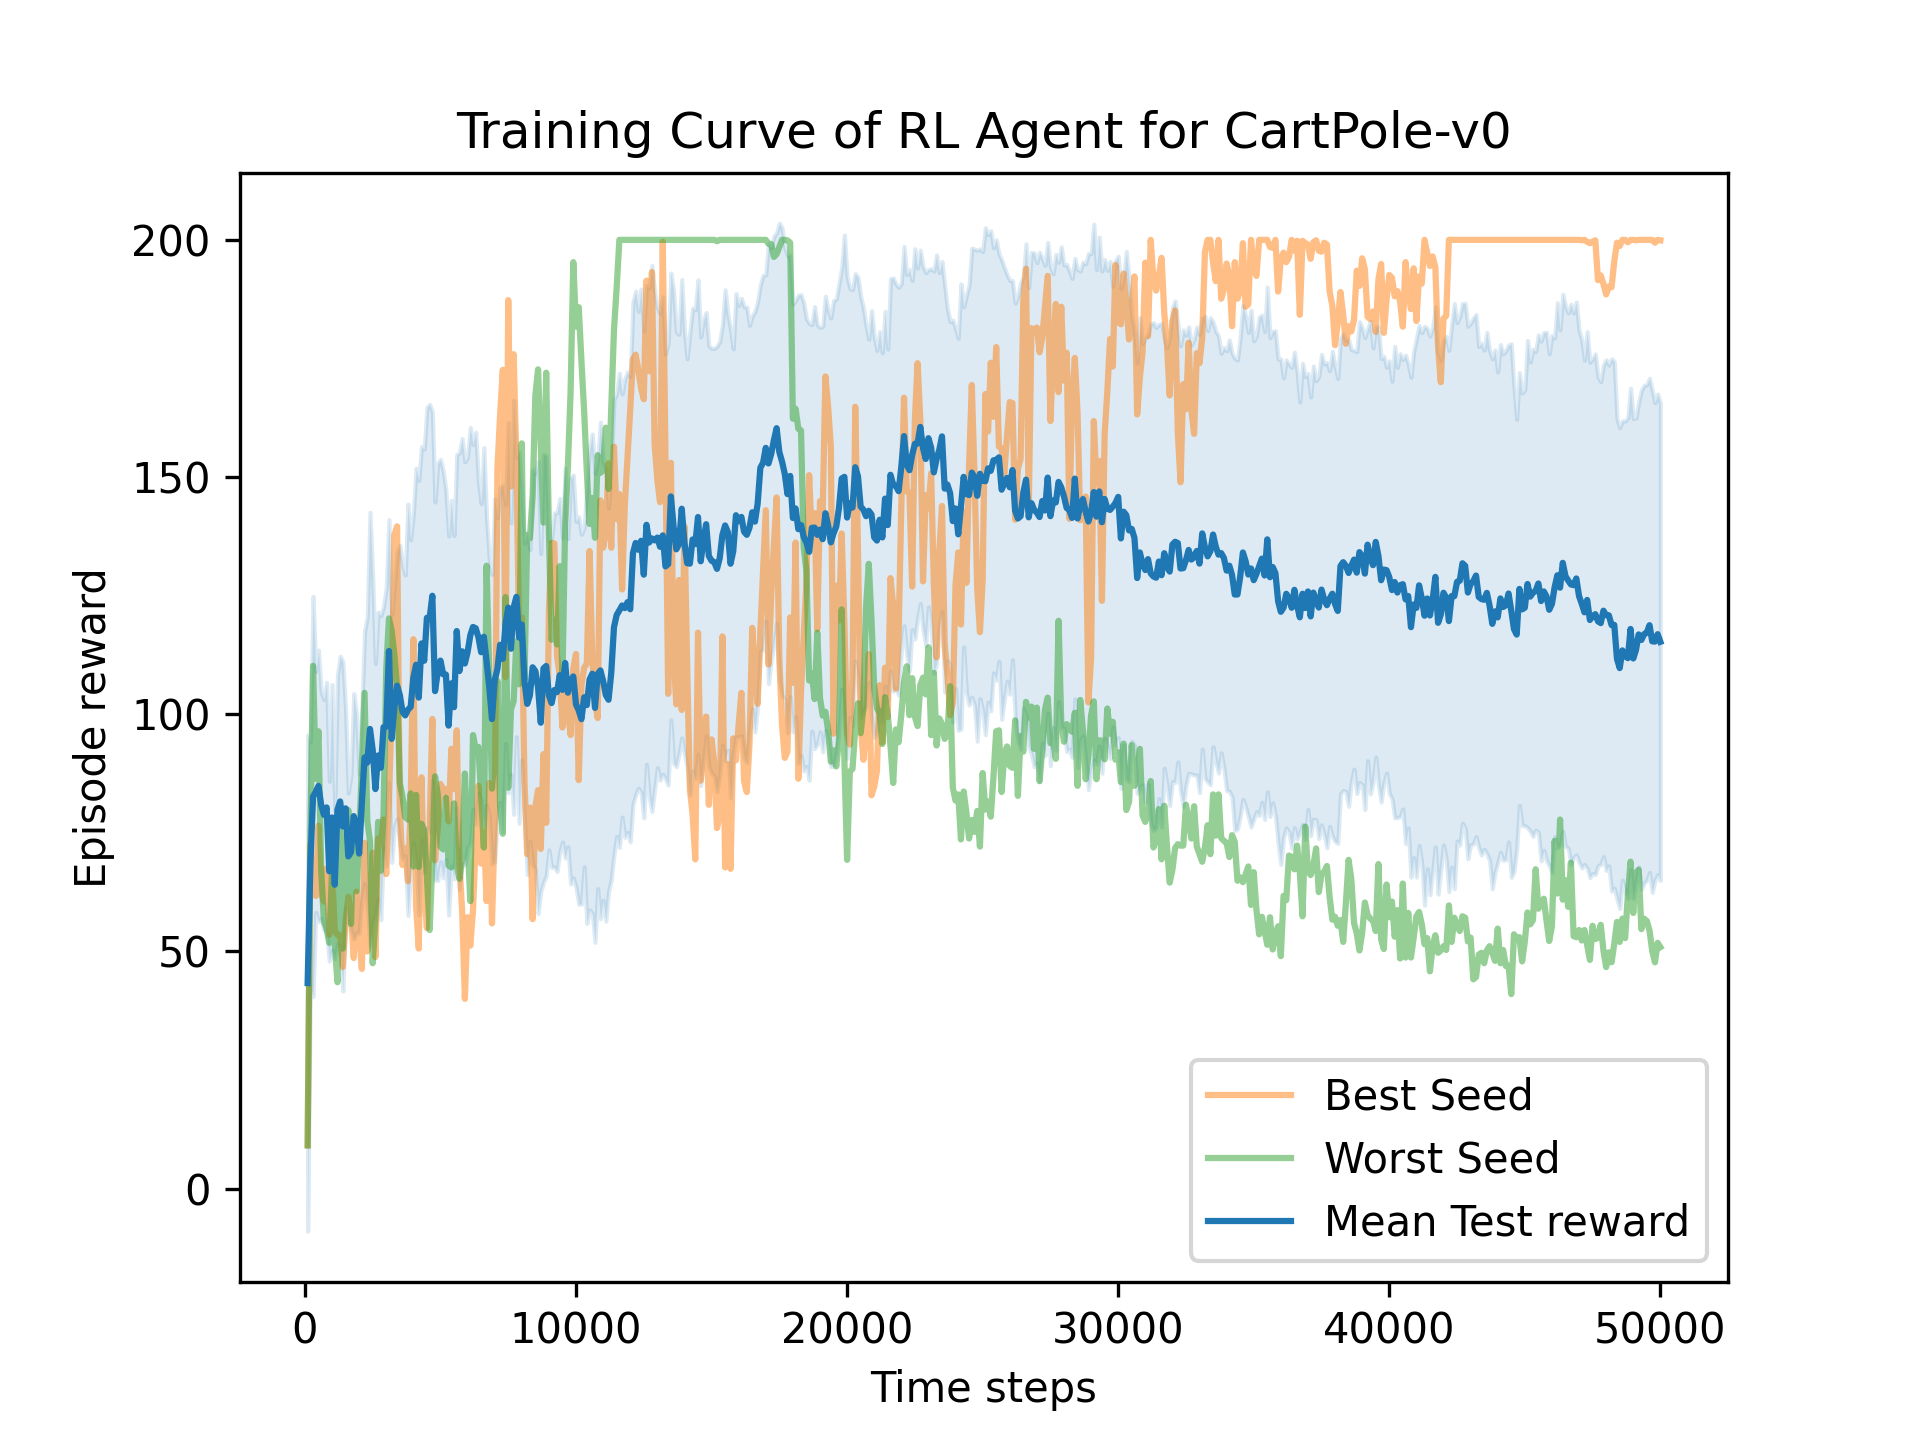 Training Curve of RL Agent for CartPole-v0
Episode reward
200
150
100
50
0
Best Seed
Worst Seed
Mean Test reward
0 10000 20000 30000 40000 50000
Time steps